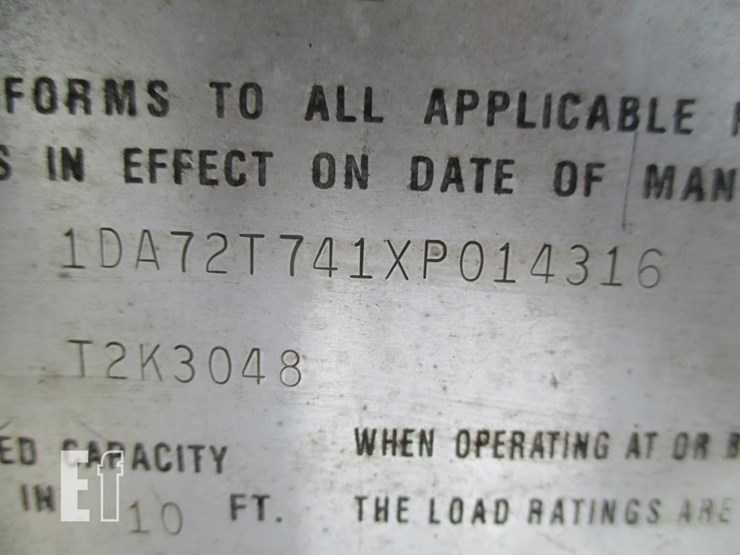 FORMS TO ALL APPLICABLE
S IN EFFECT ON DATE OF MAN
1DA72T741XP014316
T2K3048
ED CAPACITY WHEN OPERATING AT OR B
IN 10 FT. THE LOAD RATINGS ARE
Ef